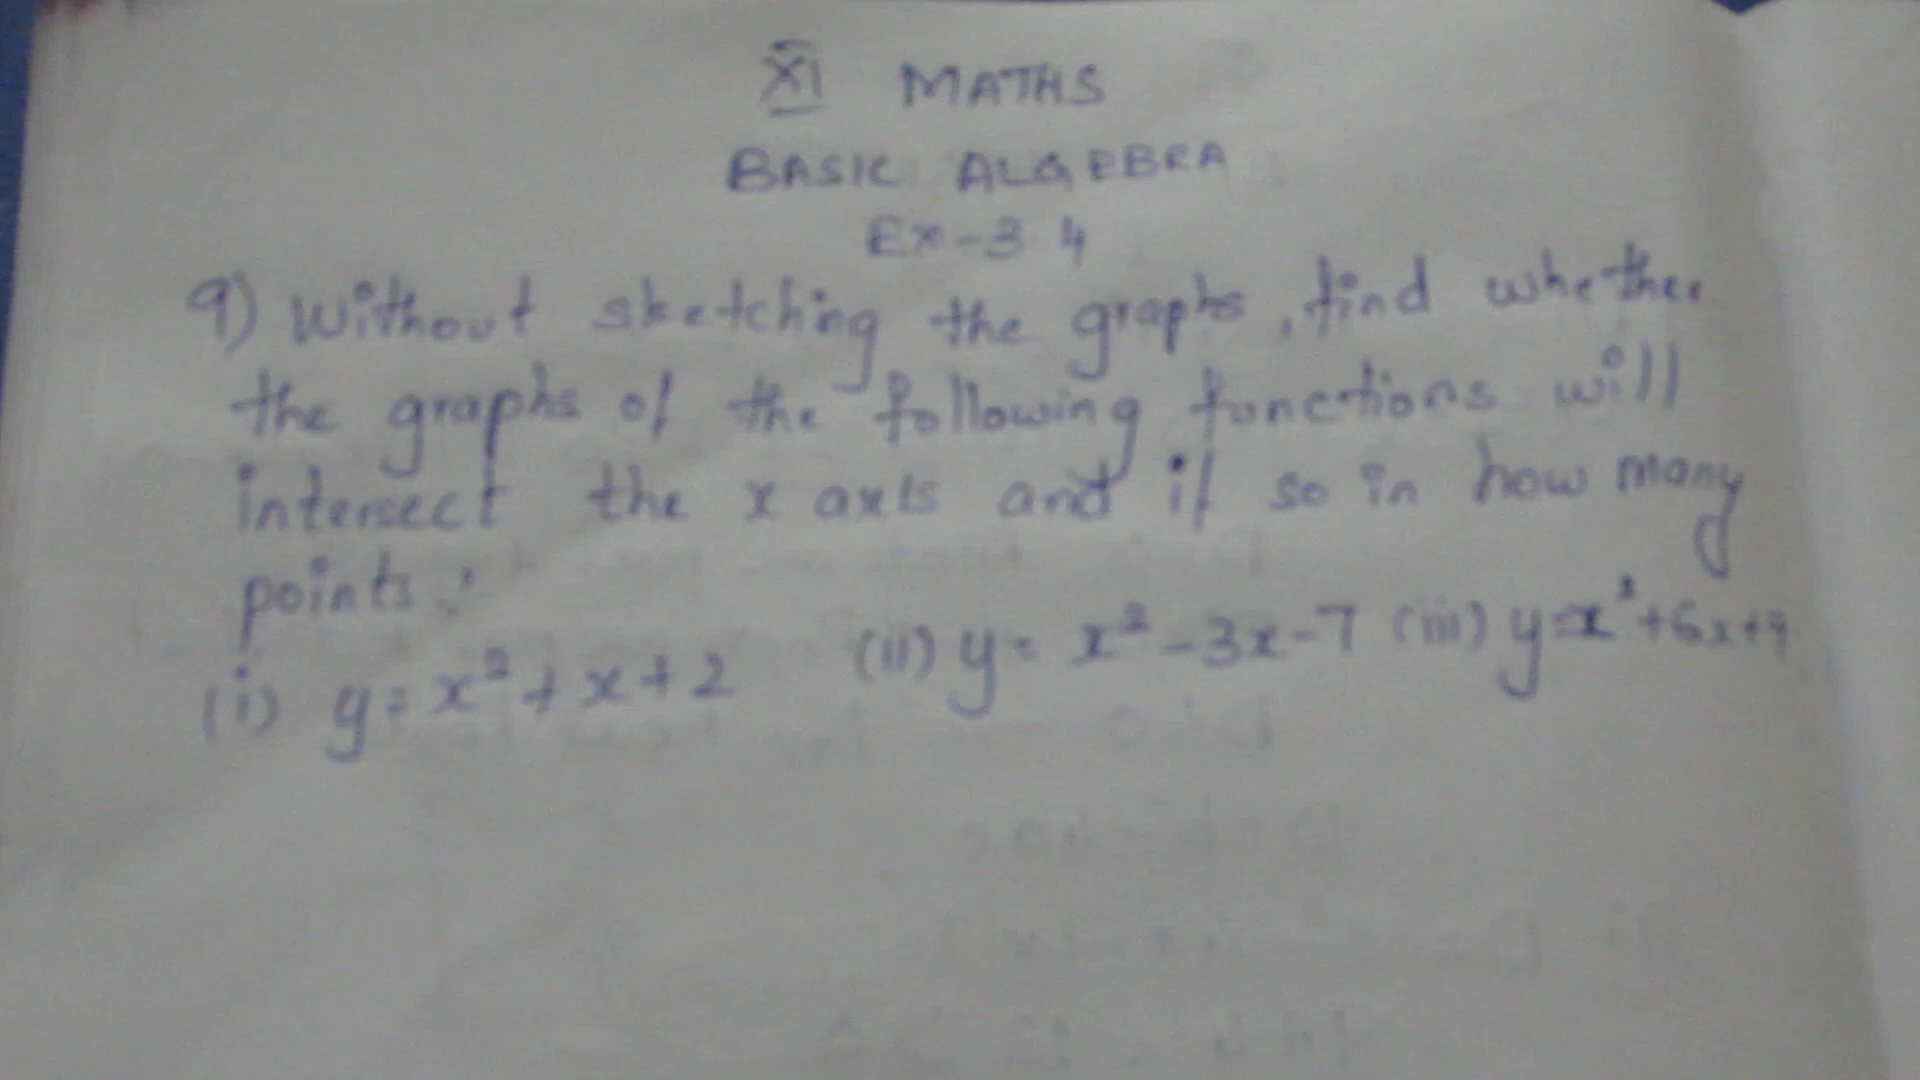 XI MATHS
BASIC ALGEBRA
Ex-3 4
9) Without sketching the graphs, find whether
the graphs of the following functions will
intersect the x axis and if so in how many
points:
(i) y = x² + x + 2 (ii) y = x² - 3x - 7 (iii) y = x² + 6x + 9